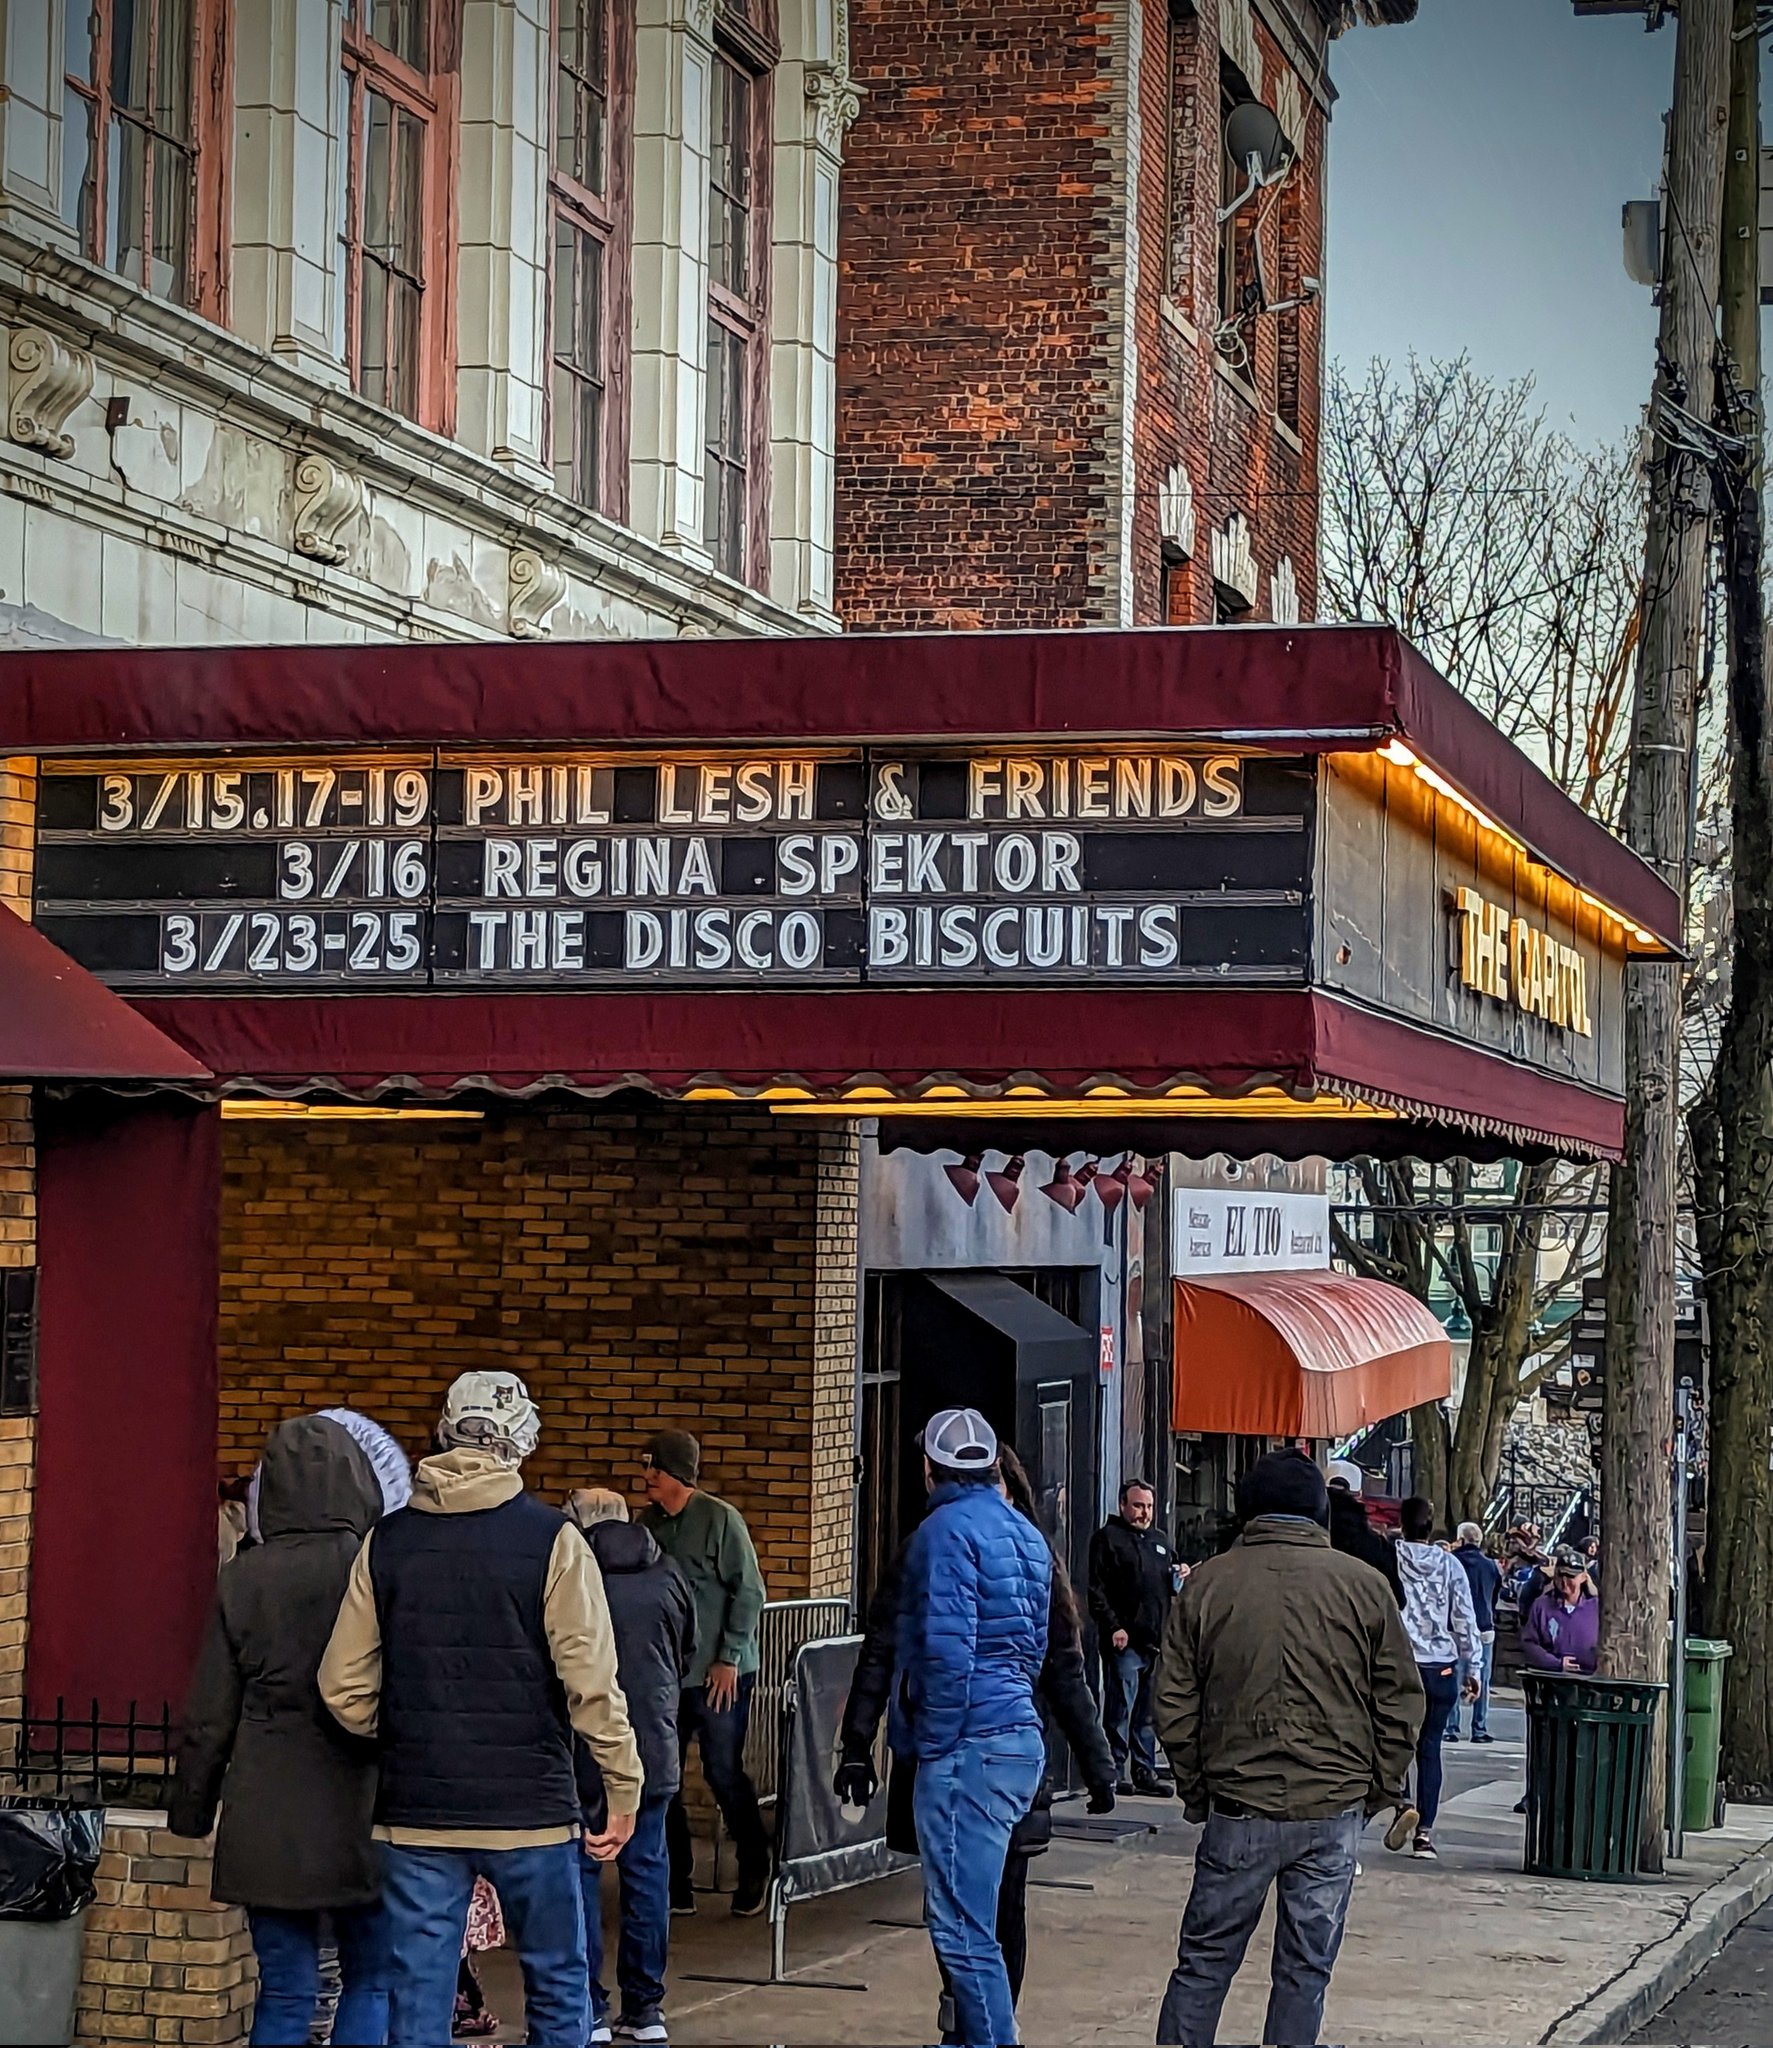 3/15.17-19 PHIL LESH & FRIENDS
3/16 REGINA SPEKTOR
3/23-25 THE DISCO BISCUITS
THE CAPITOL
EL TIO